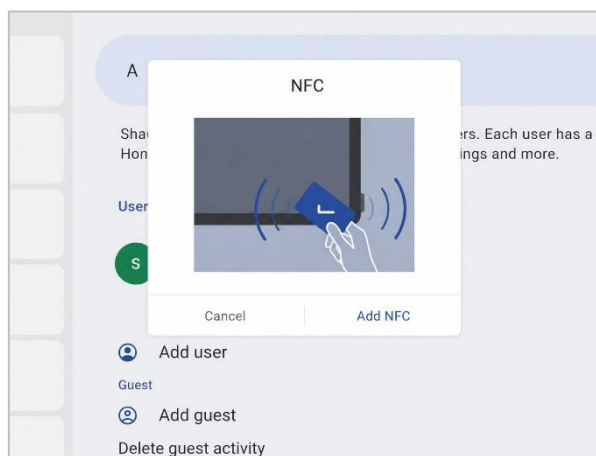 A
NFC
Sha
ers. Each user has a
Hon
ings and more.
User
S
Cancel
Add NFC
Add user
Guest
Add guest
Delete guest activity